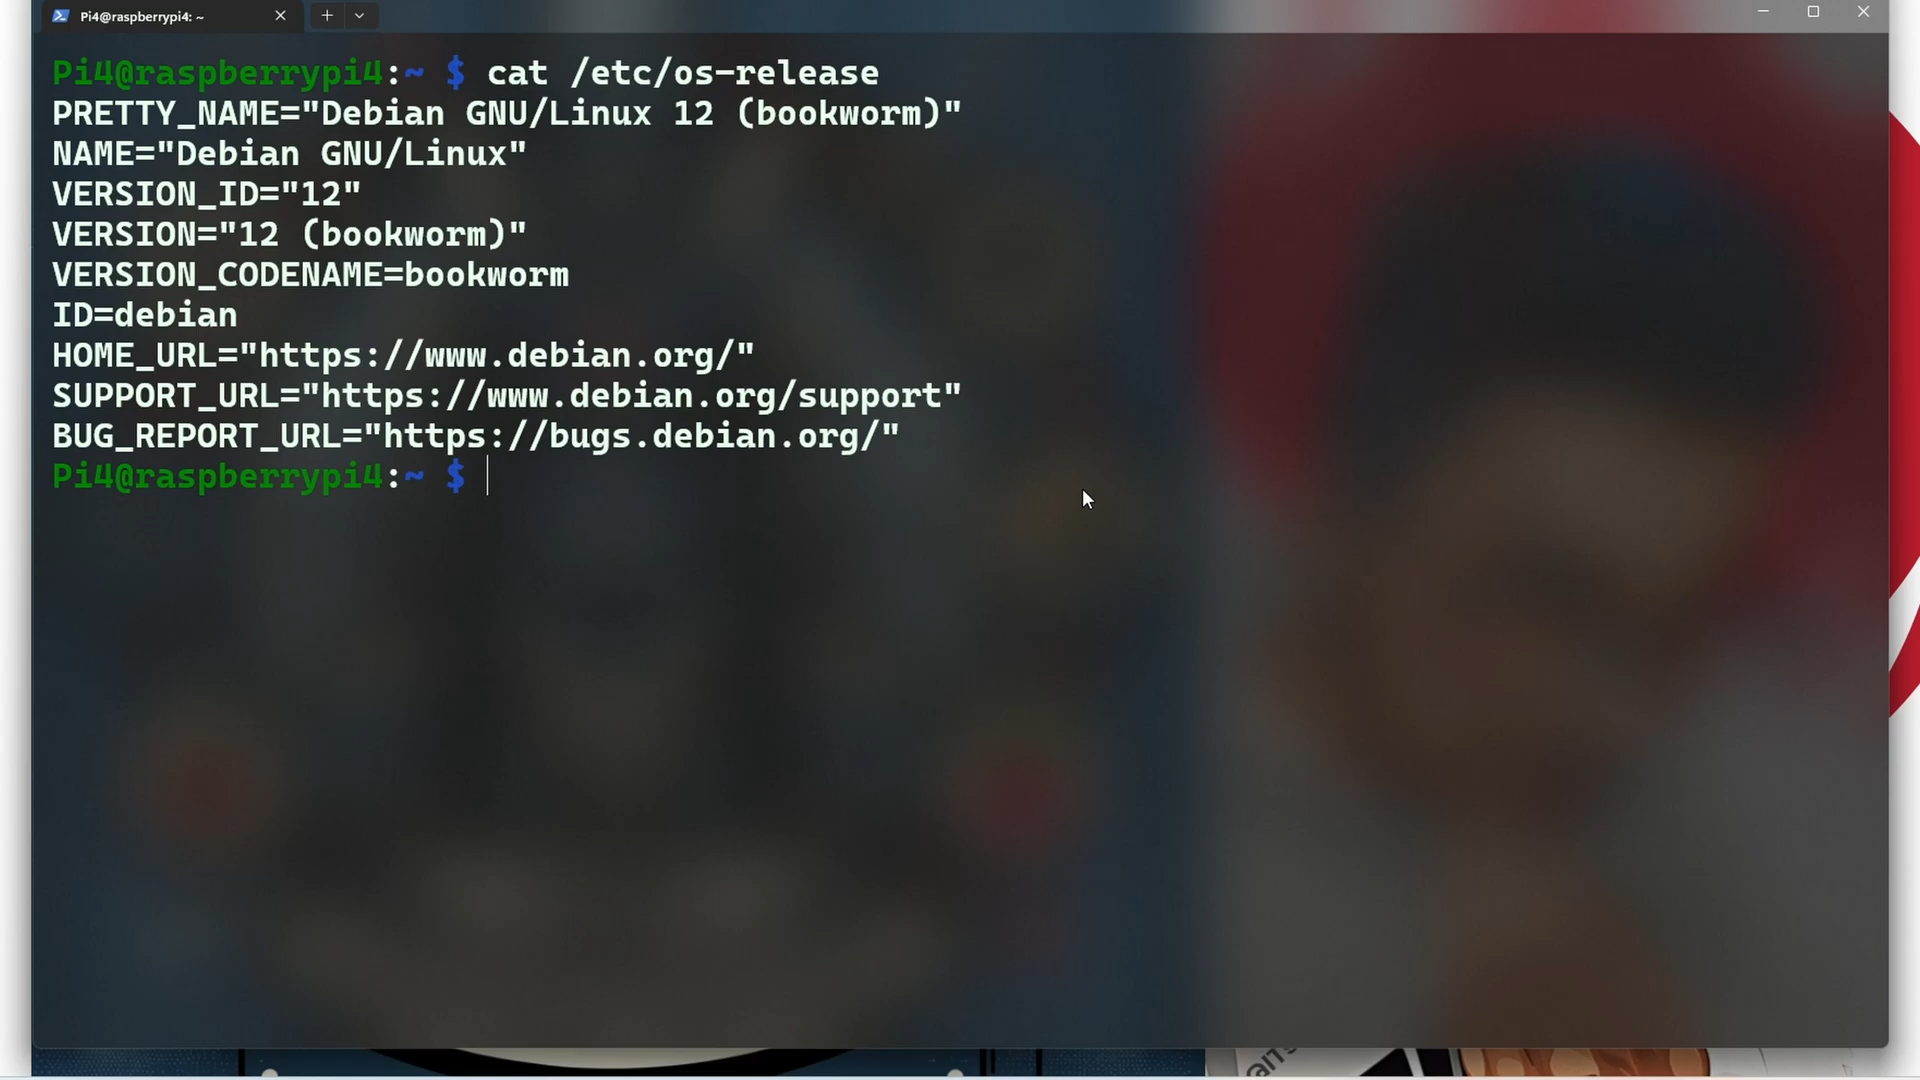 Pi4@raspberrypi4: ~
Pi4@raspberrypi4:~ $ cat /etc/os-release
PRETTY_NAME="Debian GNU/Linux 12 (bookworm)"
NAME="Debian GNU/Linux"
VERSION_ID="12"
VERSION="12 (bookworm)"
VERSION_CODENAME=bookworm
ID=debian
HOME_URL="https://www.debian.org/"
SUPPORT_URL="https://www.debian.org/support"
BUG_REPORT_URL="https://bugs.debian.org/"
Pi4@raspberrypi4:~ $